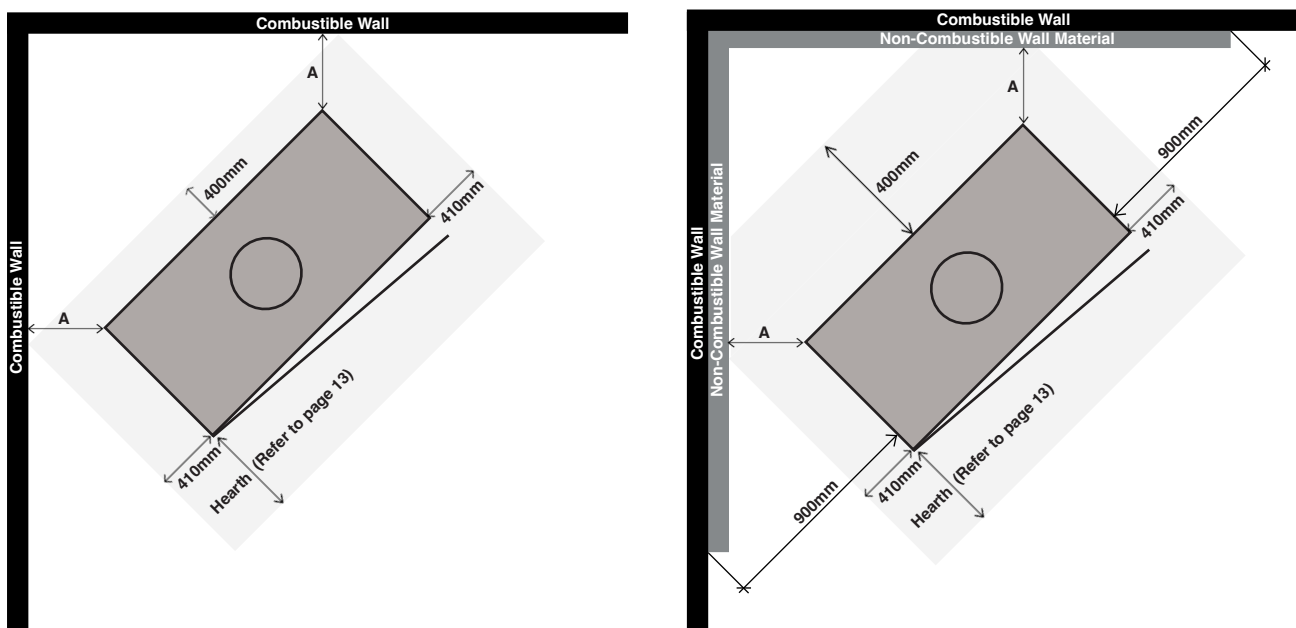 Combustible Wall
A
400mm
410mm
Combustible Wall
A
410mm
Hearth (Refer to page 13)
Combustible Wall
Non-Combustible Wall Material
A
900mm
400mm
410mm
Combustible Wall
Non-Combustible Wall Material
A
410mm
Hearth (Refer to page 13)
900mm